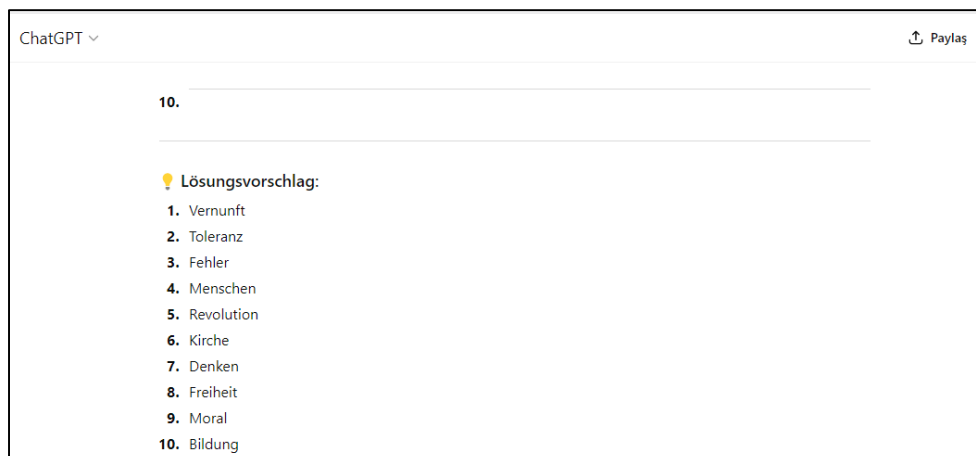 ChatGPT
Paylaş
10.
💡 Lösungsvorschlag:
1. Vernunft
2. Toleranz
3. Fehler
4. Menschen
5. Revolution
6. Kirche
7. Denken
8. Freiheit
9. Moral
10. Bildung